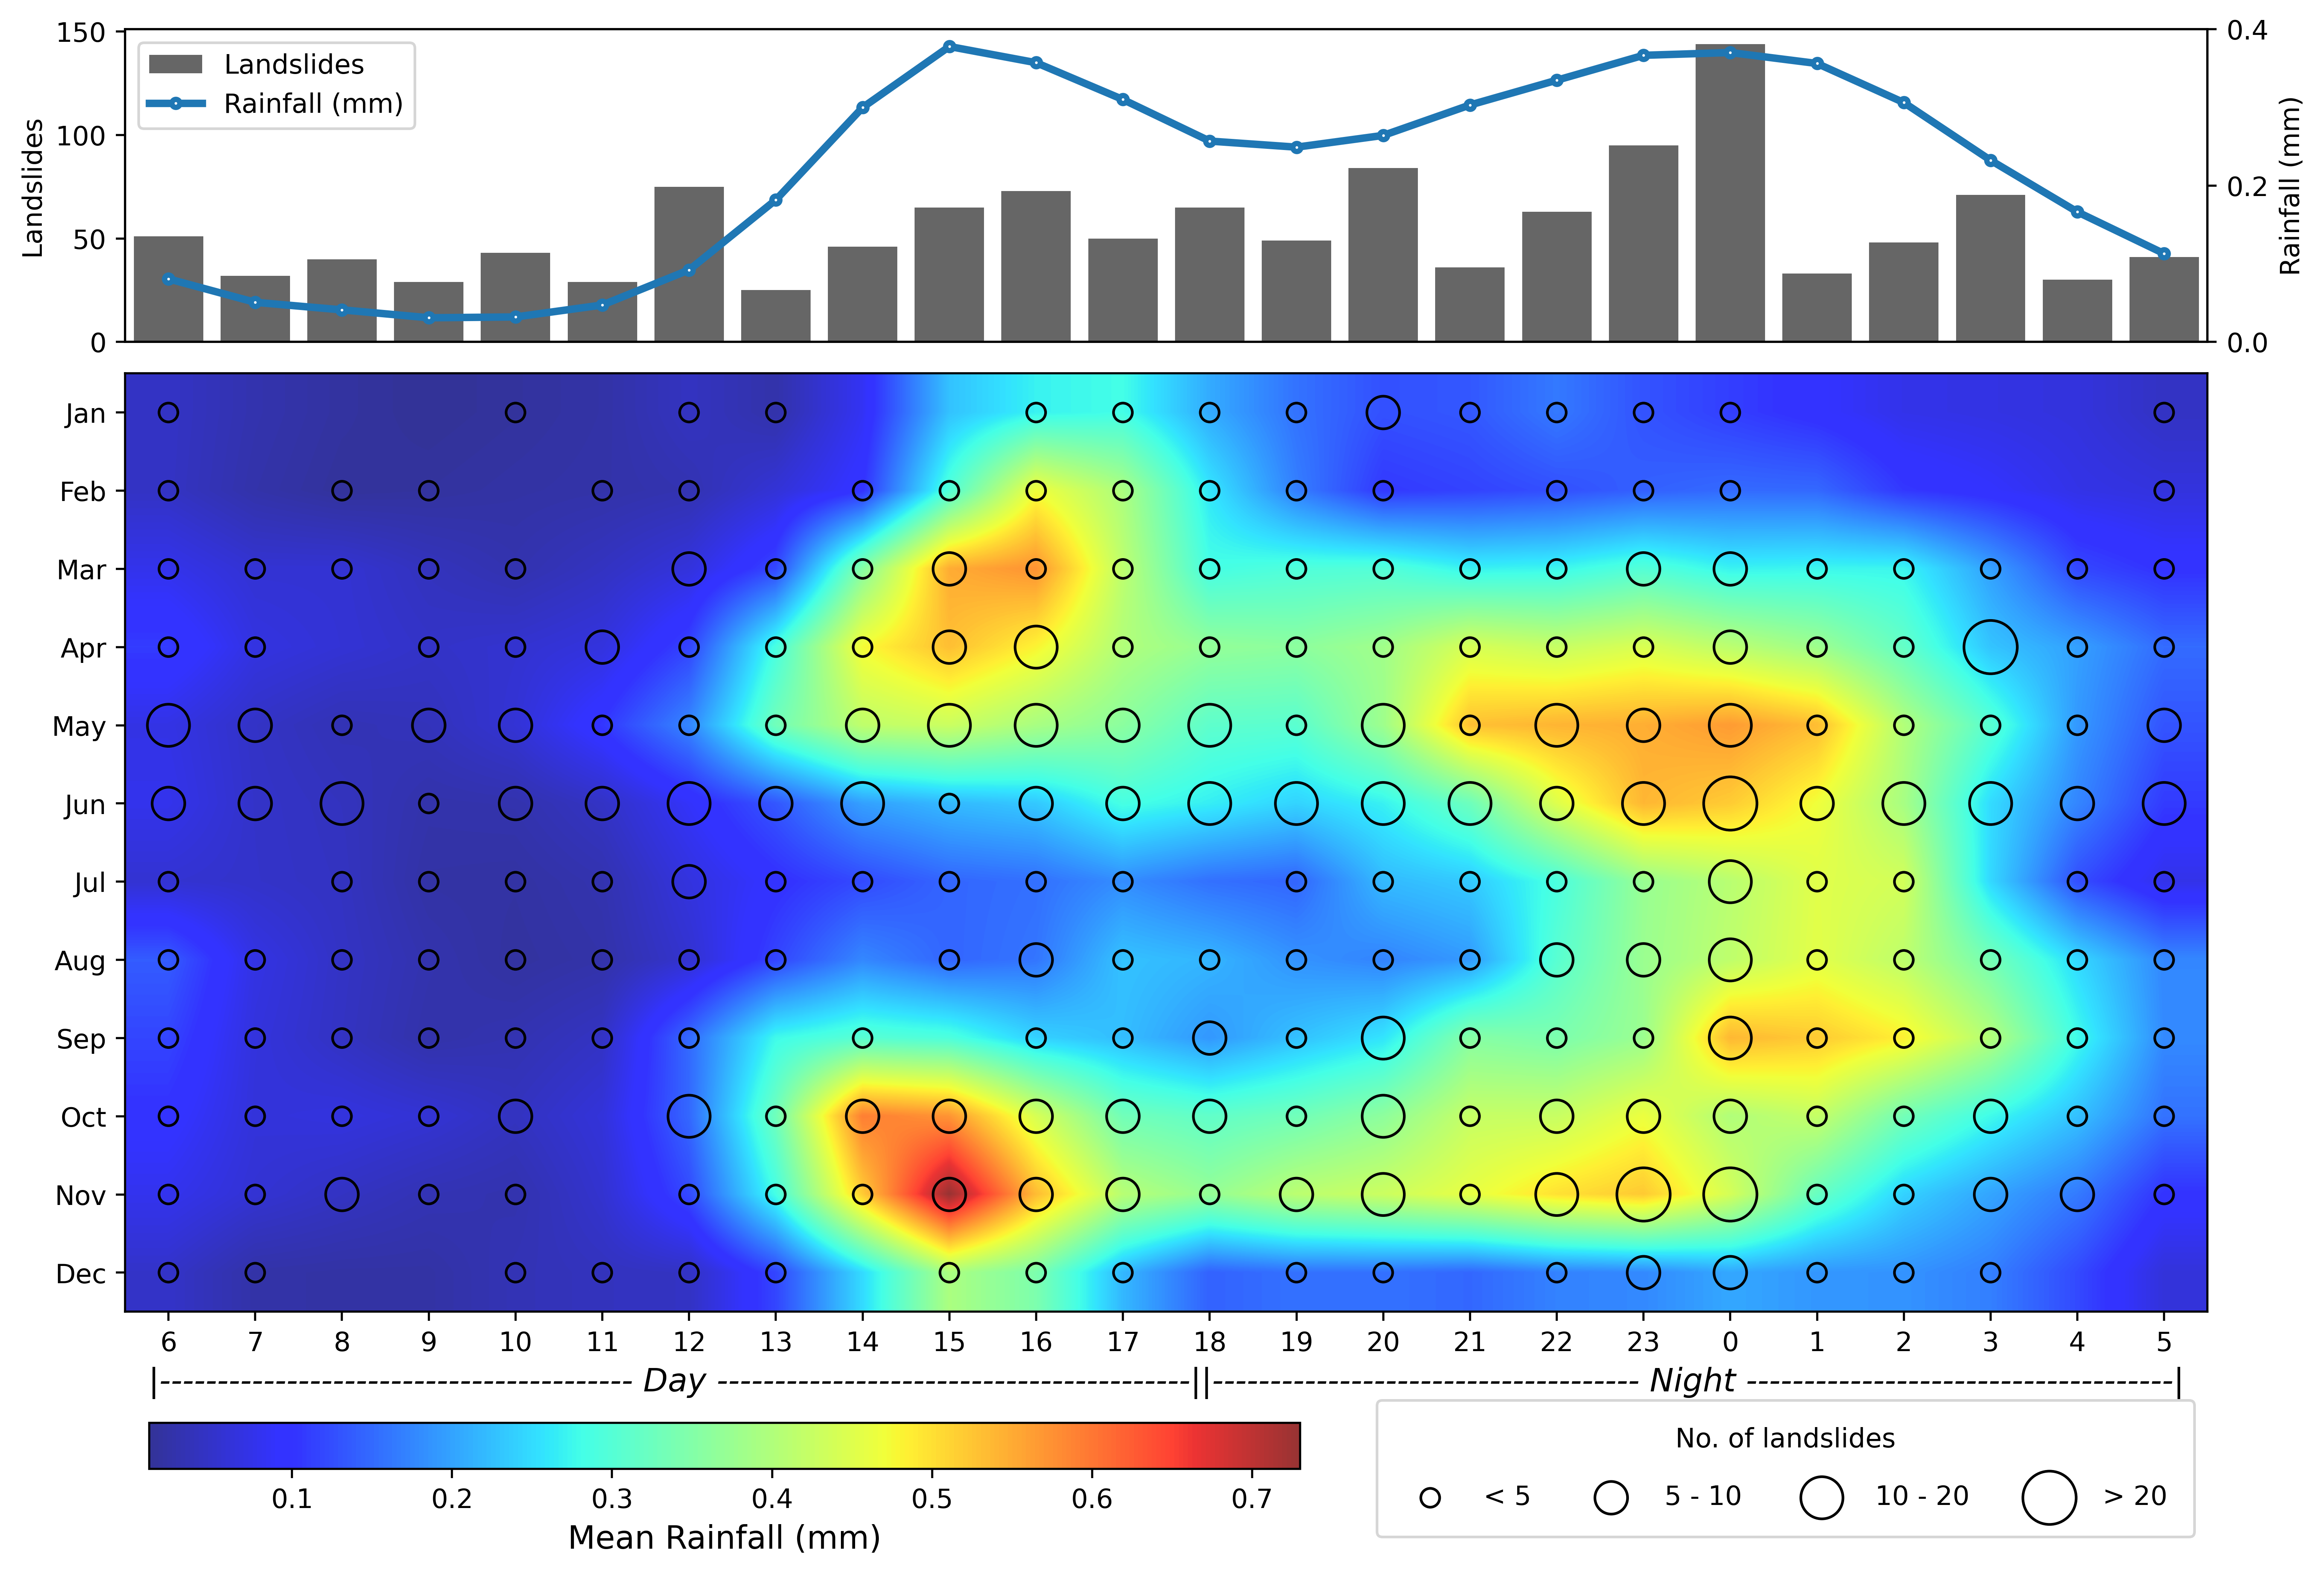 150
100
50
0
Landslides
Landslides
Rainfall (mm)
0.4
0.2
0.0
Rainfall (mm)
Jan
Feb
Mar
Apr
May
Jun
Jul
Aug
Sep
Oct
Nov
Dec
6 7 8 9 10 11 12 13 14 15 16 17 18 19 20 21 22 23 0 1 2 3 4 5
|------------------------------ Day ------------------------------||--------------------------- Night ---------------------------|
0.1 0.2 0.3 0.4 0.5 0.6 0.7
Mean Rainfall (mm)
No. of landslides
< 5 5 - 10 10 - 20 > 20